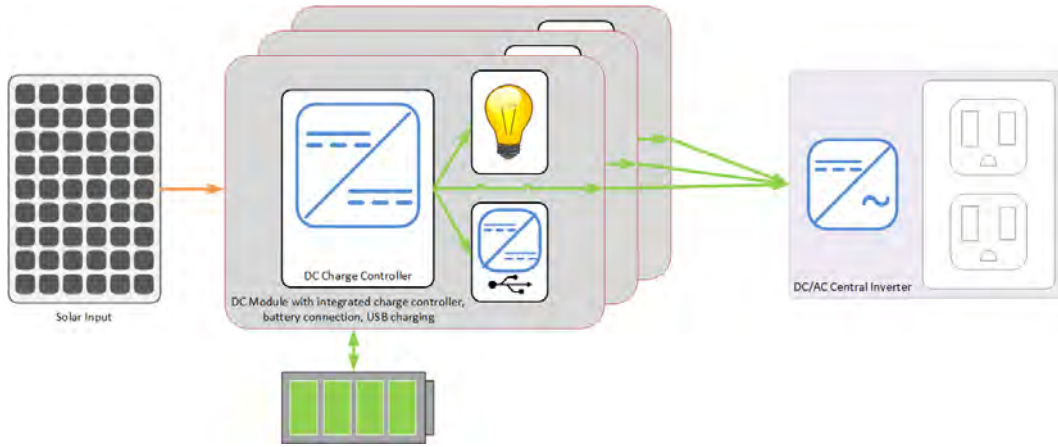 DC Charge Controller
DC Module with integrated charge controller,
battery connection, USB charging
Solar Input
DC/AC Central Inverter